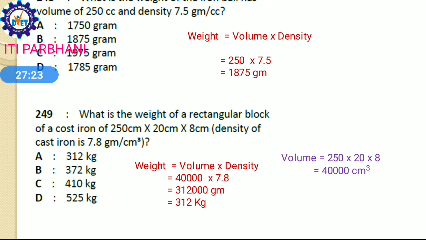 volume of 250 cc and density 7.5 gm/cc?
A : 1750 gram
B : 1875 gram
C : 1975 gram
D : 1785 gram
Weight = Volume x Density
= 250 x 7.5
= 1875 gm
ITI PARBHANI
27:23
249 : What is the weight of a rectangular block
of a cost iron of 250cm X 20cm X 8cm (density of
cast iron is 7.8 gm/cm³)?
A : 312 kg
B : 372 kg
C : 410 kg
D : 525 kg
Weight = Volume x Density
= 40000 x 7.8
= 312000 gm
= 312 Kg
Volume = 250 x 20 x 8
= 40000 cm³